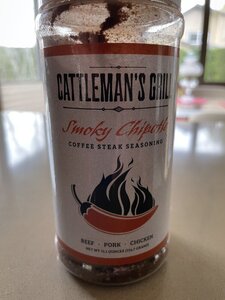 CATTLEMAN'S GRILL
Smoky Chipotle
COFFEE STEAK SEASONING
BEEF · PORK · CHICKEN